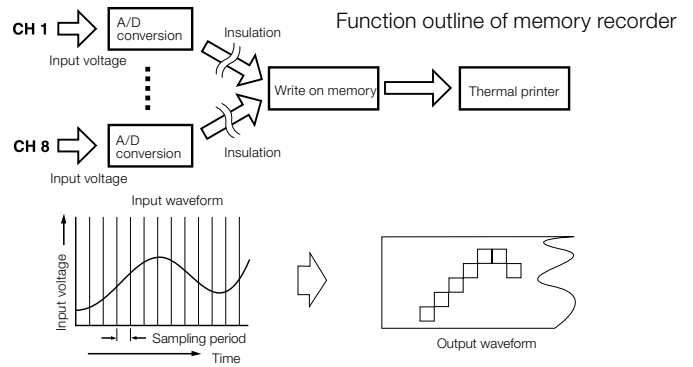 Function outline of memory recorder
CH 1
Input voltage
A/D
conversion
Insulation
Write on memory
Thermal printer
CH 8
Input voltage
A/D
conversion
Insulation
Input waveform
Input voltage
Sampling period
Time
Output waveform